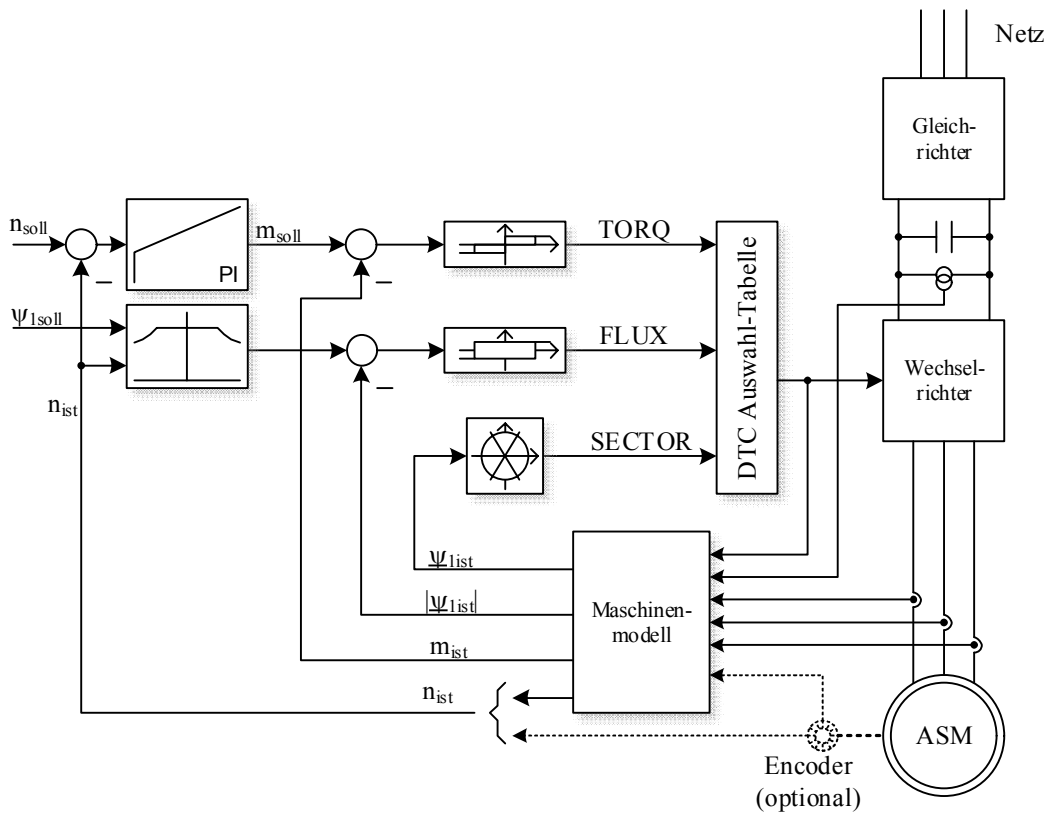 Netz
Gleich-
richter
n_soll
m_soll
PI
TORQ
ψ_1soll
FLUX
n_ist
SECTOR
DTC Auswahl-Tabelle
Wechsel-
richter
ψ_1ist
|ψ_1ist|
m_ist
n_ist
Maschinen-
modell
ASM
Encoder
(optional)